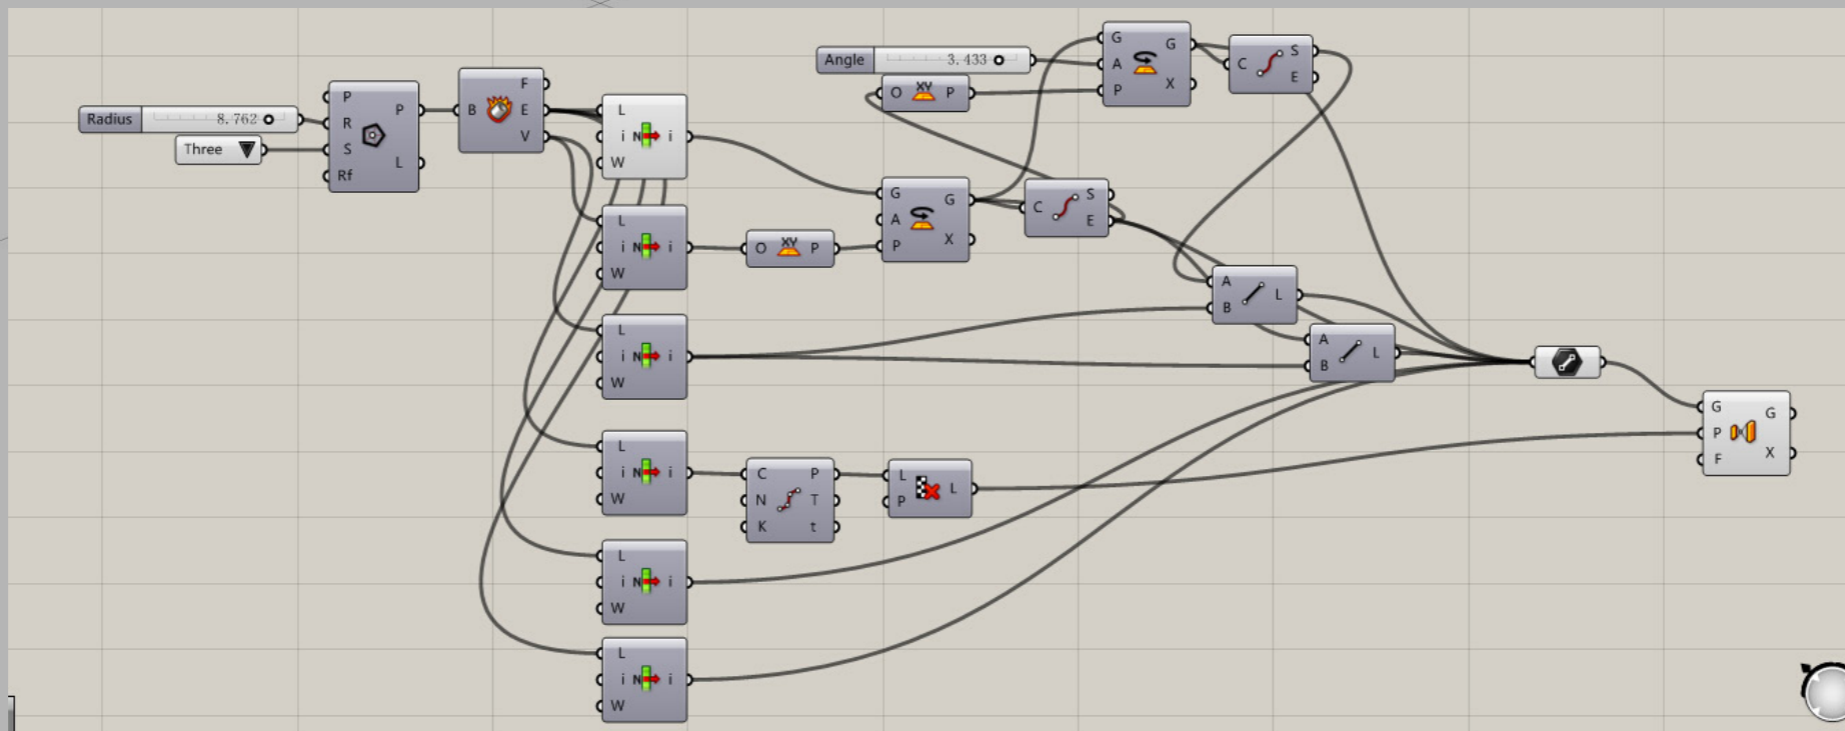 Radius 8.762
Three
P P
R
S L
Rf
F
B E
V
L
i N i
W
L
i N i
W
L
i N i
W
L
i N i
W
L
i N i
W
L
i N i
W
O XY P
G G
A
P X
Angle 3.433
O XY P
G G
A
P X
S
C
E
S
C
E
A L
B
A L
B
C P
N T
K t
L L
P
G G
P
F X